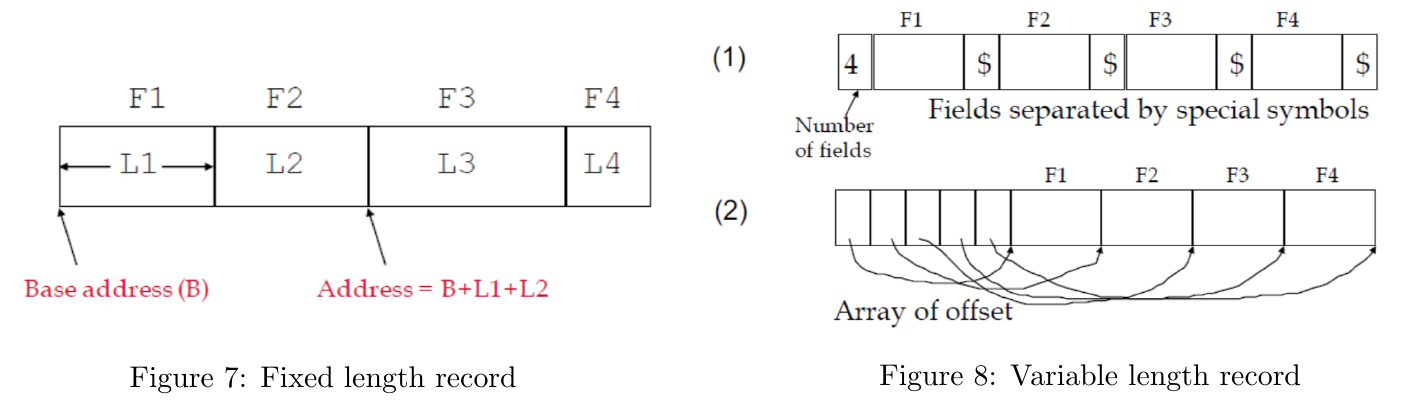 F1 F2 F3 F4
L1 L2 L3 L4
Base address (B) Address = B+L1+L2
Figure 7: Fixed length record
(1)
F1 F2 F3 F4
4 $ $ $ $
Number
of fields
Fields separated by special symbols
(2)
F1 F2 F3 F4
Array of offset
Figure 8: Variable length record